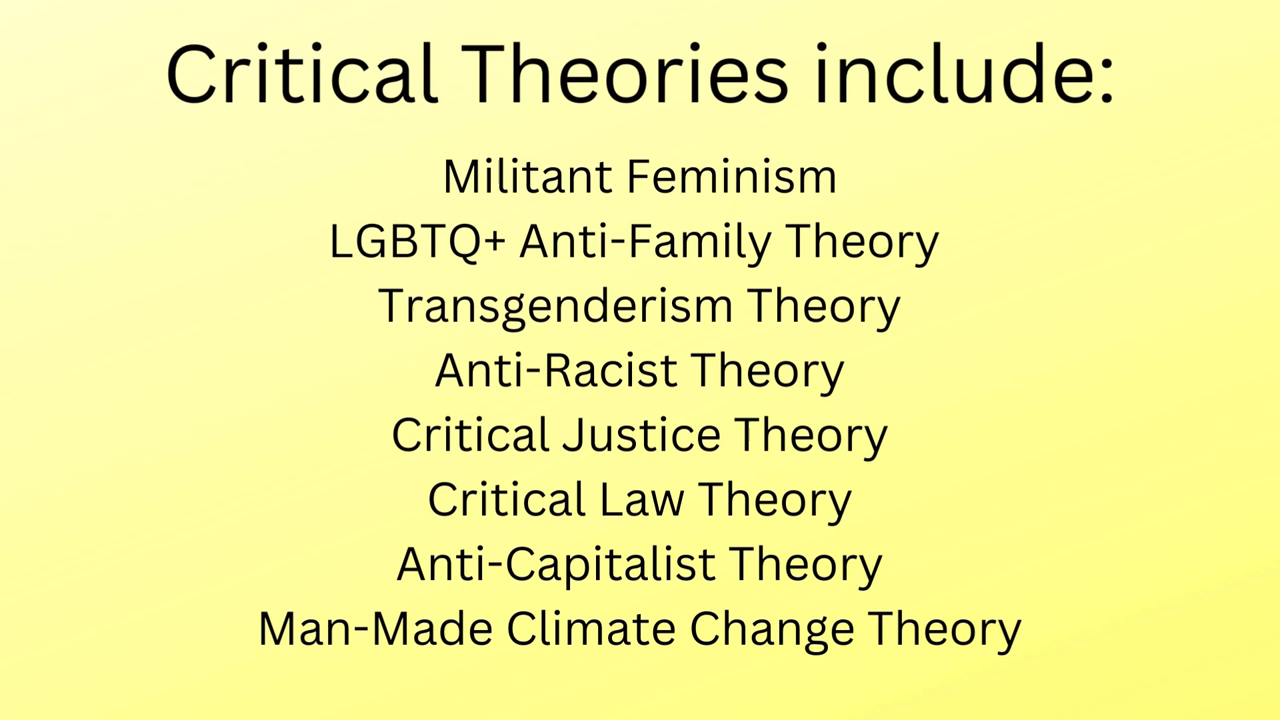 Critical Theories include:
Militant Feminism
LGBTQ+ Anti-Family Theory
Transgenderism Theory
Anti-Racist Theory
Critical Justice Theory
Critical Law Theory
Anti-Capitalist Theory
Man-Made Climate Change Theory